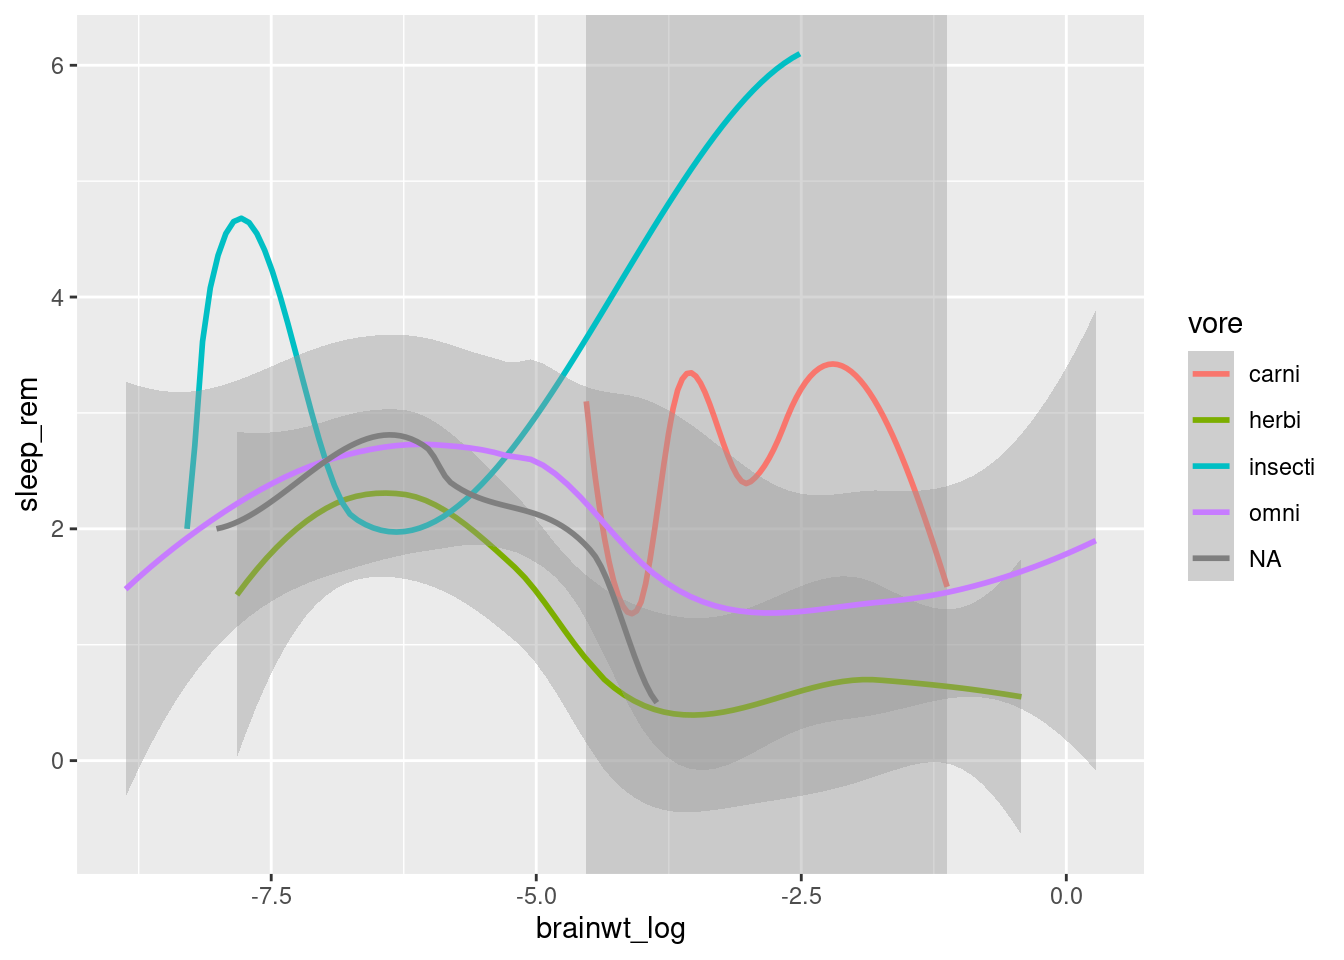 6
4
2
0
sleep_rem
-7.5
-5.0
-2.5
0.0
brainwt_log
vore
carni
herbi
insecti
omni
NA